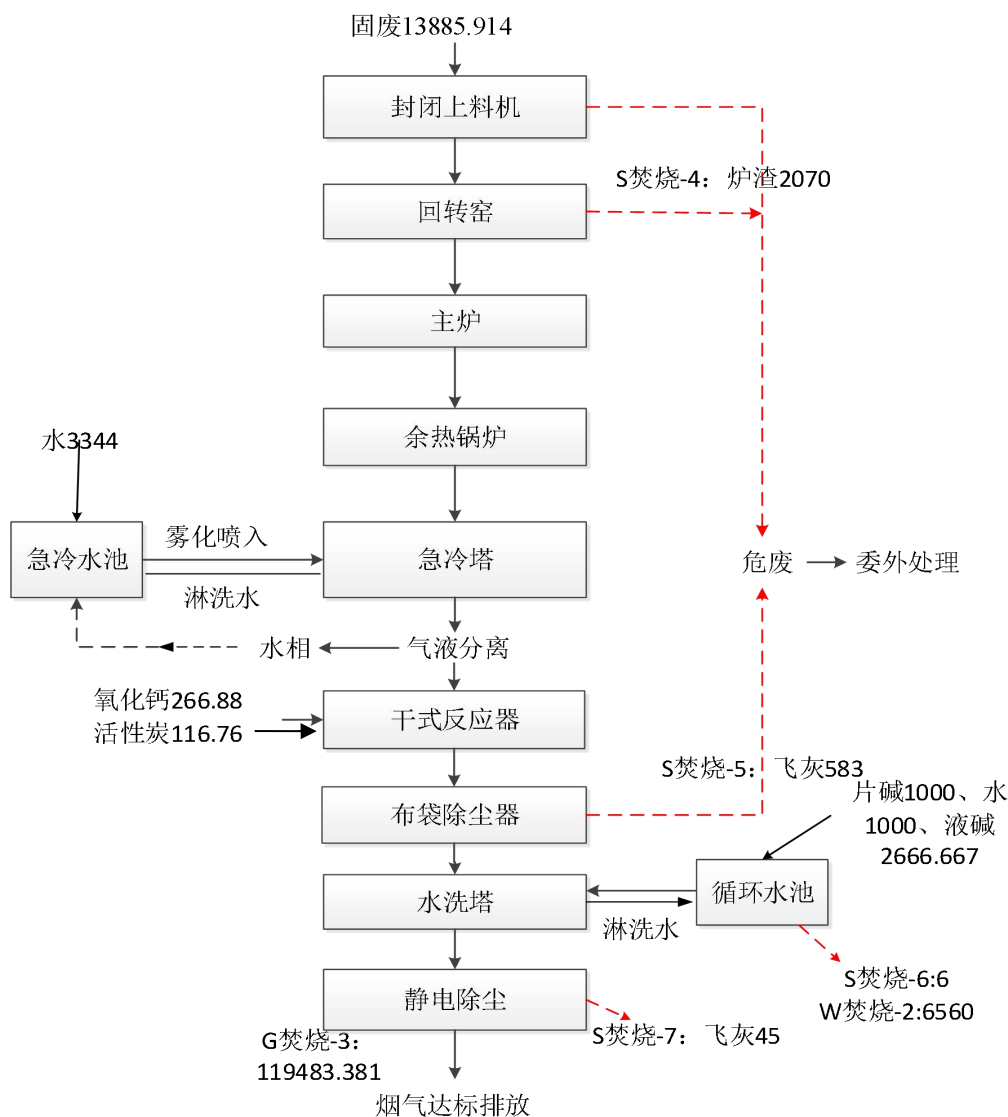 固废13885.914
封闭上料机
S焚烧-4：炉渣2070
回转窑
主炉
余热锅炉
水3344
急冷水池
雾化喷入
淋洗水
急冷塔
危废
委外处理
水相
气液分离
氧化钙266.88
活性炭116.76
干式反应器
S焚烧-5：飞灰583
布袋除尘器
片碱1000、水
1000、液碱
2666.667
水洗塔
淋洗水
循环水池
S焚烧-6:6
W焚烧-2:6560
静电除尘
S焚烧-7：飞灰45
G焚烧-3：
119483.381
烟气达标排放